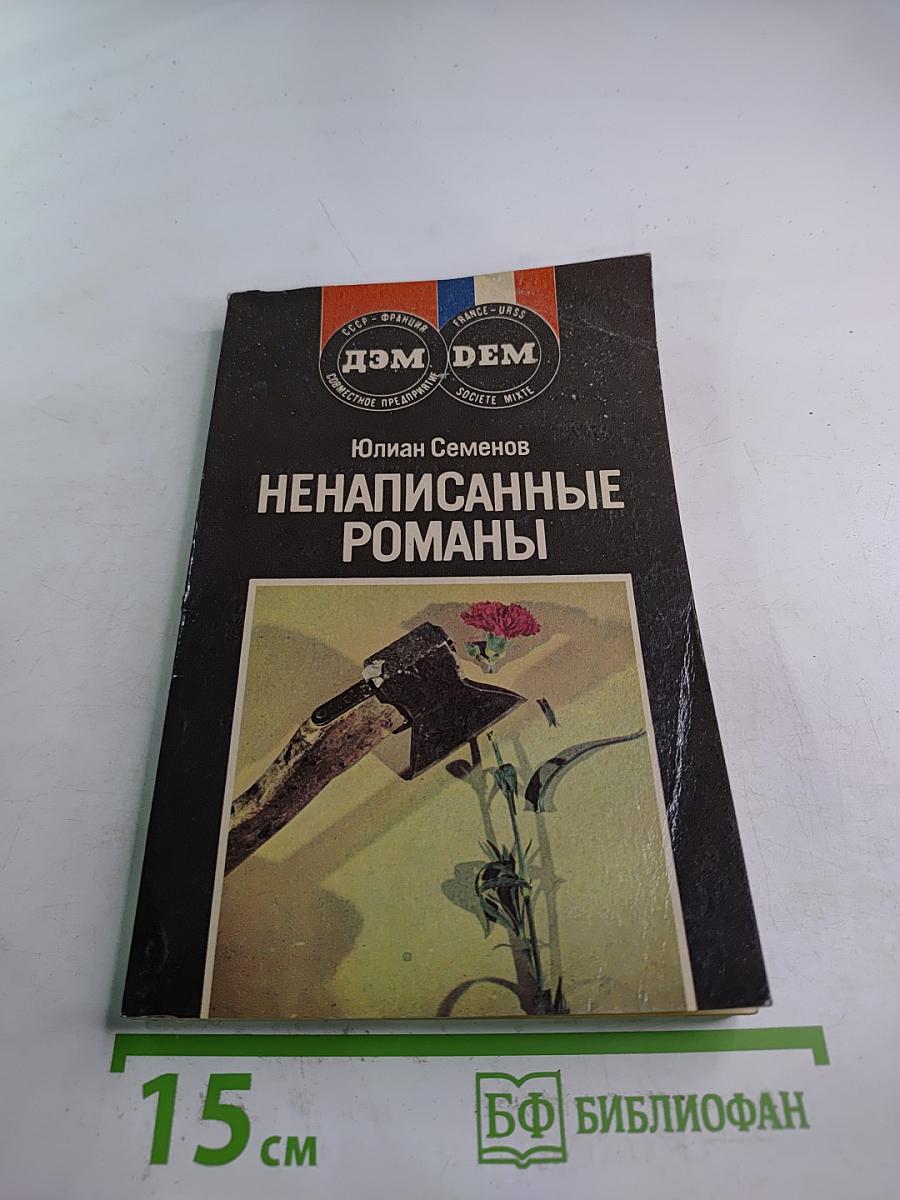 СССР - ФРАНЦИЯ
ДЭМ
СОВМЕСТНОЕ ПРЕДПРИЯТИЕ
FRANCE - URSS
DEM
SOCIETE MIXTE
Юлиан Семенов
НЕНАПИСАННЫЕ
РОМАНЫ
15 см
БФ БИБЛИОФАН